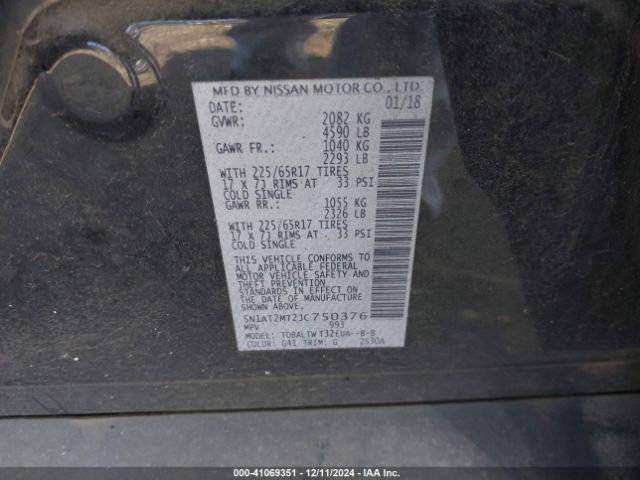 MFD BY NISSAN MOTOR CO., LTD.
DATE: 01/18
GVWR: 2082 KG
4590 LB
GAWR FR.: 1040 KG
2293 LB
WITH 225/65R17 TIRES
17 X 7J RIMS AT 33 PSI
COLD SINGLE
GAWR RR.: 1055 KG
2326 LB
WITH 225/65R17 TIRES
17 X 7J RIMS AT 33 PSI
COLD SINGLE
THIS VEHICLE CONFORMS TO
ALL APPLICABLE FEDERAL
MOTOR VEHICLE SAFETY AND
THEFT PREVENTION
STANDARDS IN EFFECT ON
THE DATE OF MANUFACTURE
SHOWN ABOVE.
5N1AT2MT2JC750376
MPV 993
MODEL: TDBALTW T32EUA--B-B
COLOR: G41 TRIM: G ZS30A
00-41069351 | 12/11/2024 | IAA Inc.